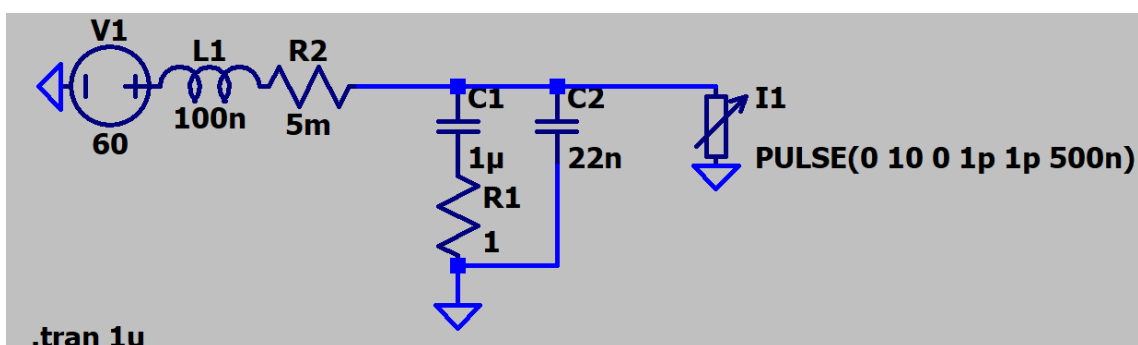 V1
L1
R2
100n
5m
60
C1
C2
I1
1µ
22n
PULSE(0 10 0 1p 1p 500n)
R1
1
.tran 1u